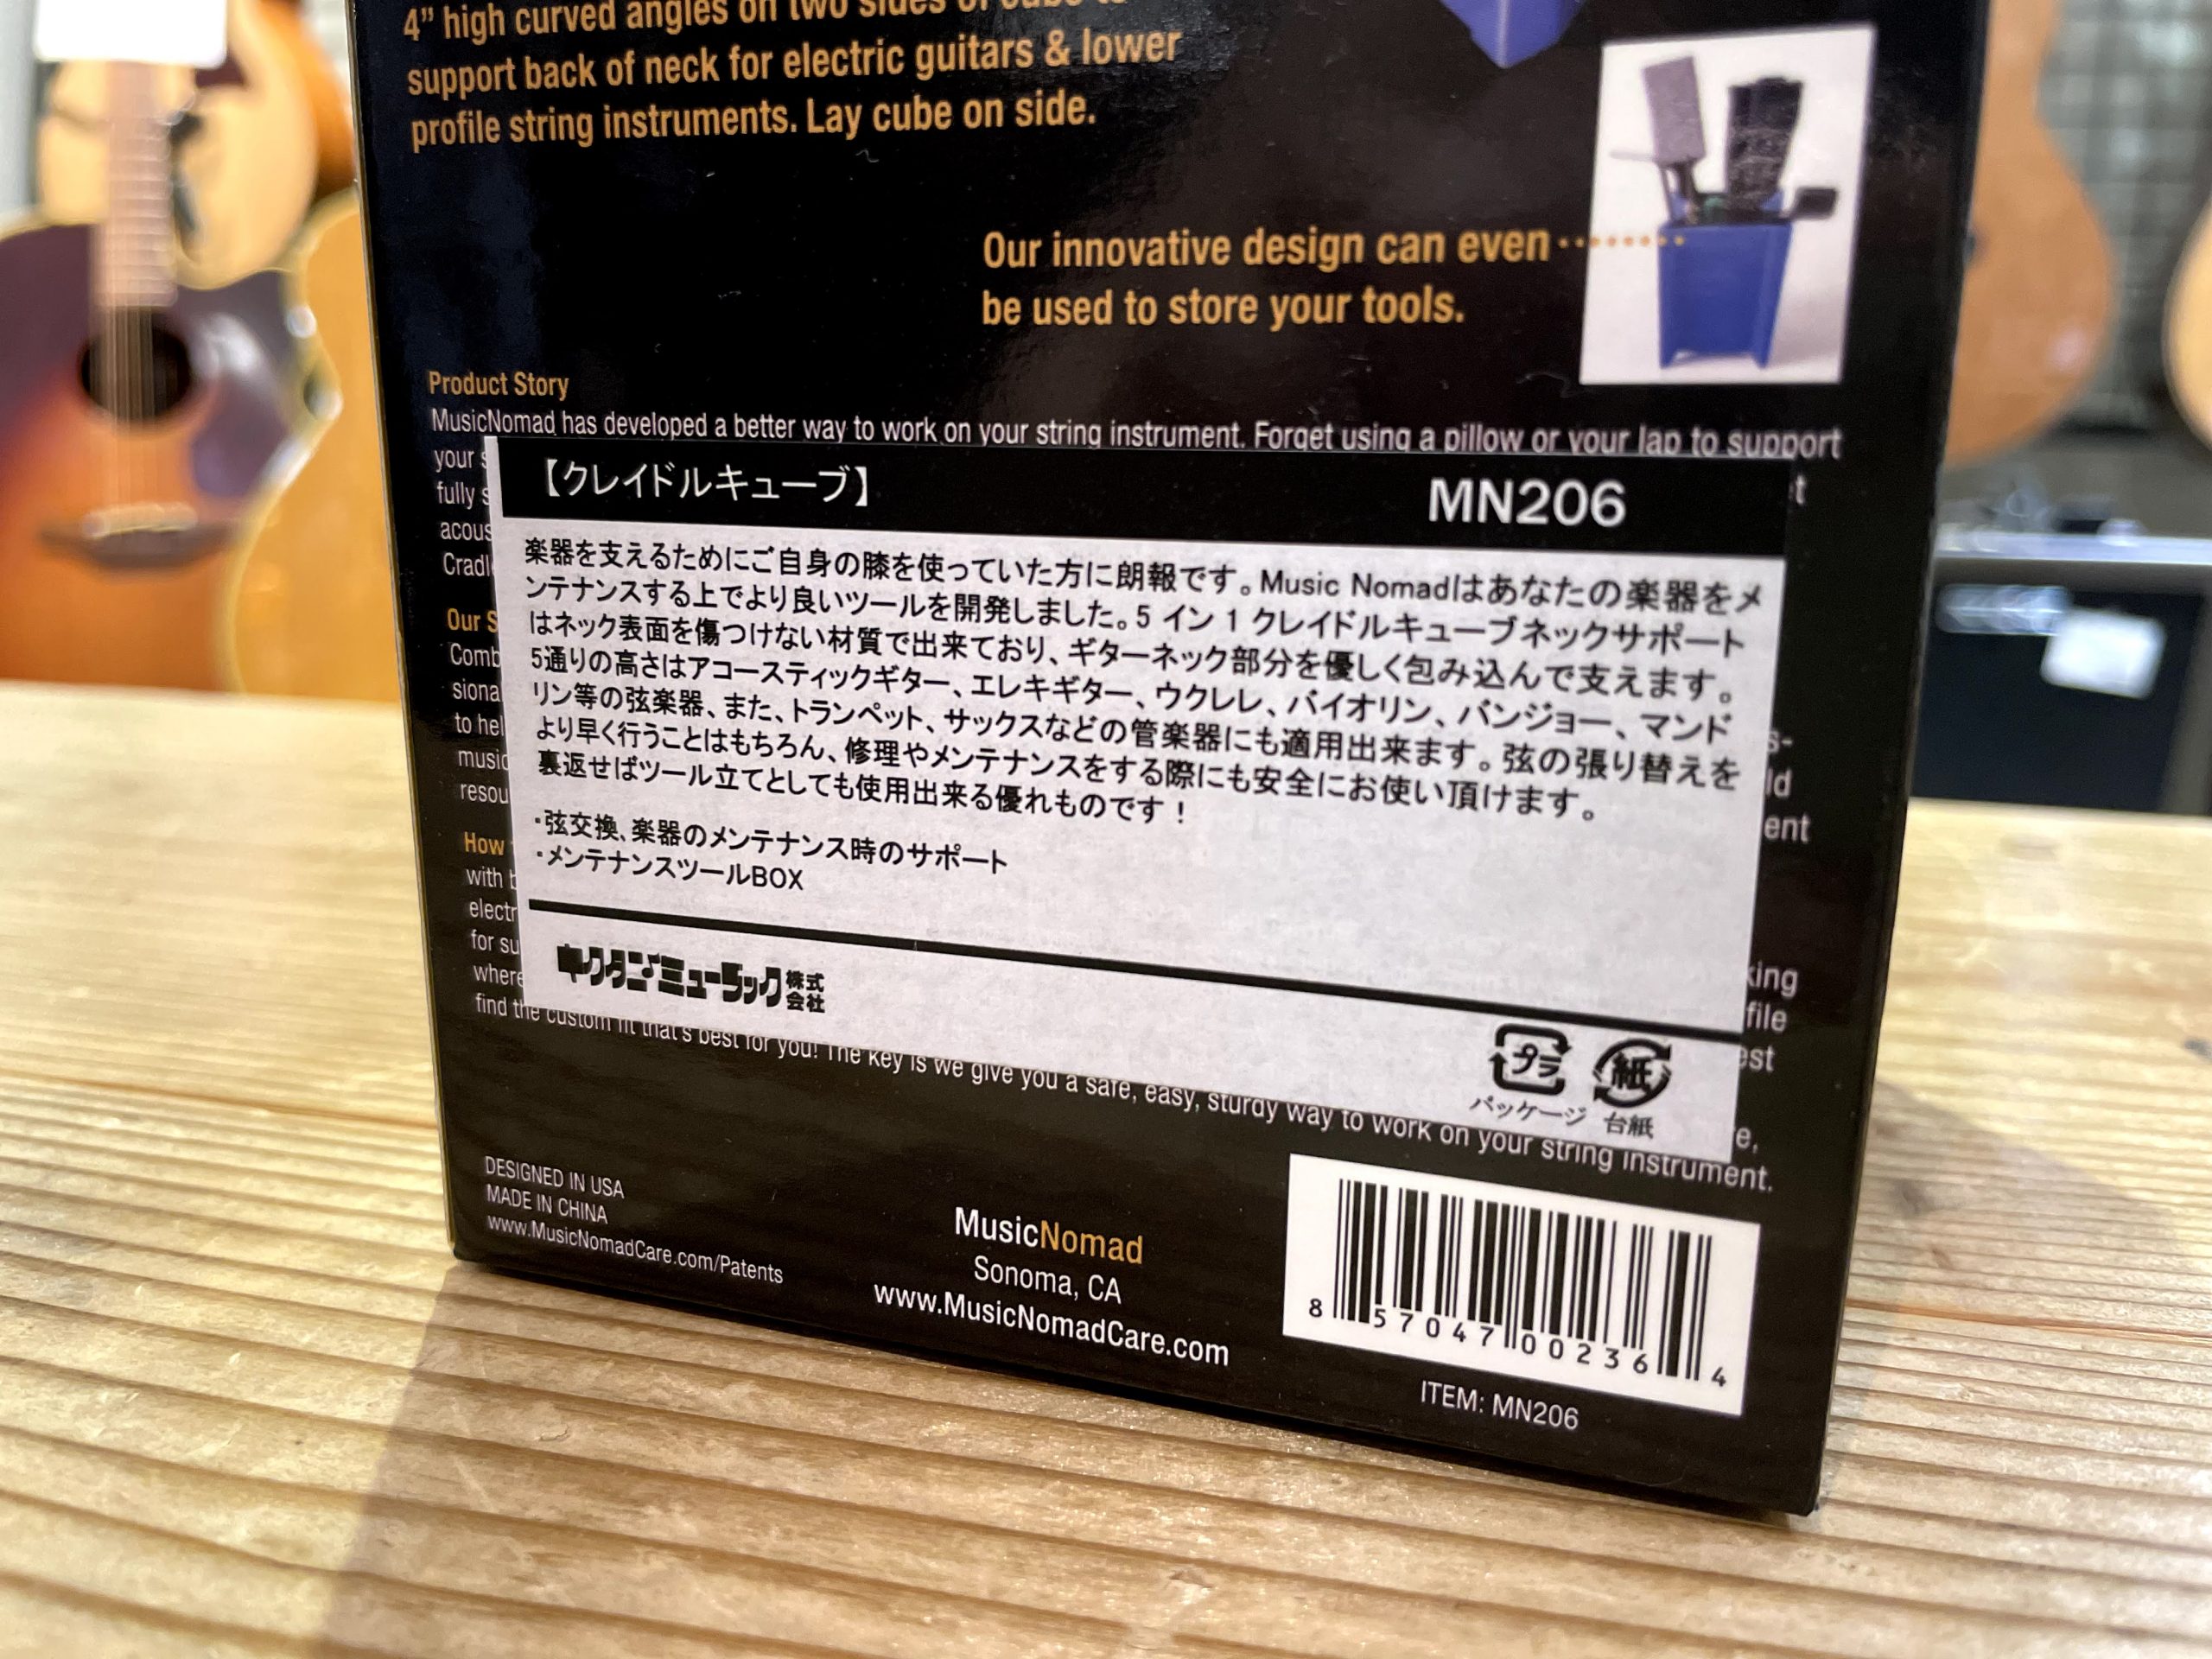 4” high curved angles on two sides of cube to
support back of neck for electric guitars & lower
profile string instruments. Lay cube on side.
Our innovative design can even
be used to store your tools.
Product Story
MusicNomad has developed a better way to work on your string instrument. Forget using a pillow or your lap to support
your
fully
【クレイドルキューブ】 MN206
楽器を支えるためにご自身の膝を使っていた方に朗報です。Music Nomadはあなたの楽器をメ
ンテナンスする上でより良いツールを開発しました。5 イン 1 クレイドルキューブネックサポート
はネック表面を傷つけない材質で出来ており、ギターネック部分を優しく包み込んで支えます。
5通りの高さはアコースティックギター、エレキギター、ウクレレ、バイオリン、バンジョー、マンド
リン等の弦楽器、また、トランペット、サックスなどの管楽器にも適用出来ます。弦の張り替えを
より早く行うことはもちろん、修理やメンテナンスをする際にも安全にお使い頂けます。
裏返せばツール立てとしても使用出来る優れものです！
・弦交換、楽器のメンテナンス時のサポート
・メンテナンスツールBOX
キクタニミュージック株式会社
プラ 紙
パッケージ 台紙
Our
How
with
for
find the custom fit that's best for you! The key is we give you a safe, easy, sturdy way to work on your string instrument.
DESIGNED IN USA
MADE IN CHINA
www.MusicNomadCare.com/Patents
MusicNomad
Sonoma, CA
www.MusicNomadCare.com
8 57047 00236 4
ITEM: MN206